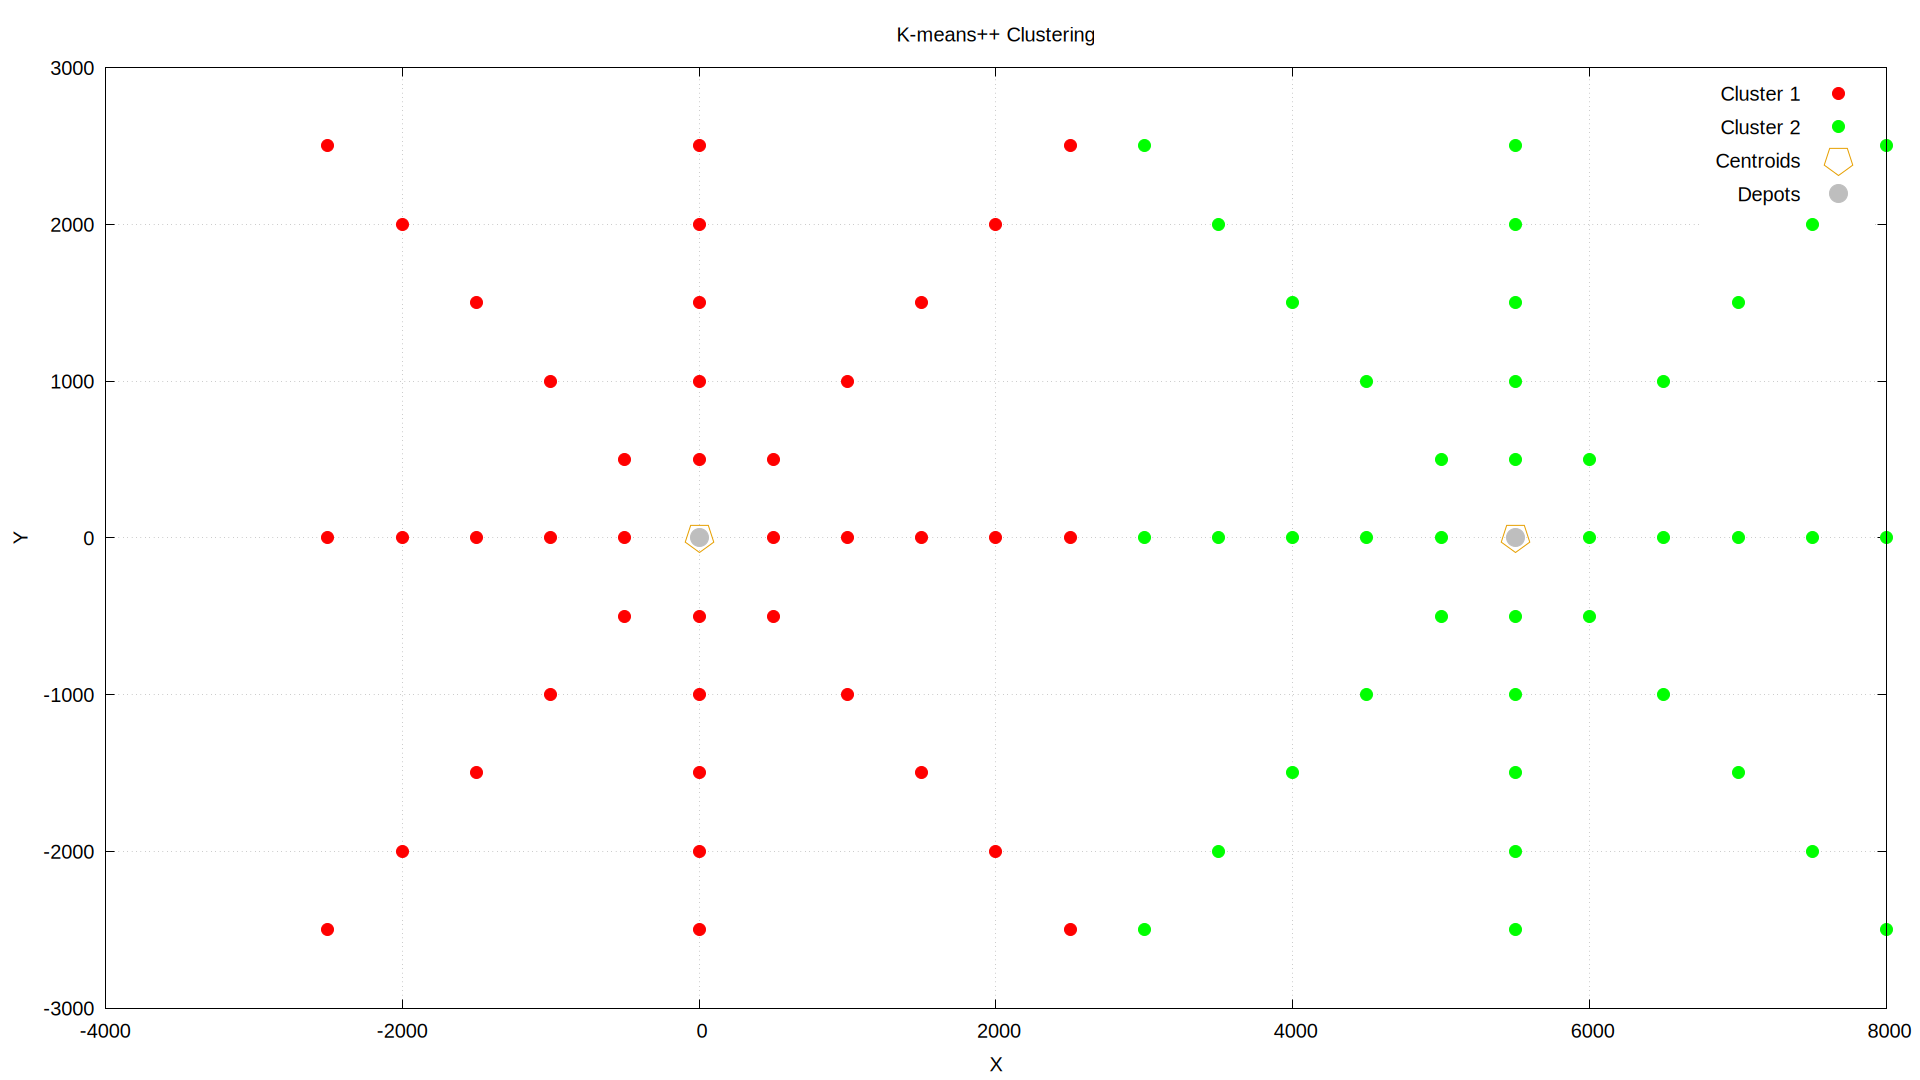 K-means++ Clustering
3000
2000
1000
0
-1000
-2000
-3000
Y
Cluster 1
Cluster 2
Centroids
Depots
-4000 -2000 0 2000 4000 6000 8000
X